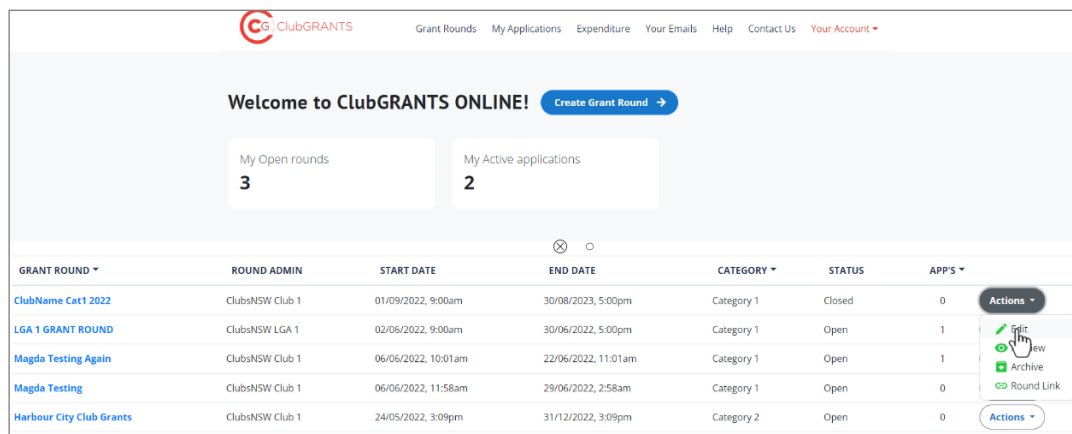 CG ClubGRANTS Grant Rounds My Applications Expenditure Your Emails Help Contact Us Your Account
Welcome to ClubGRANTS ONLINE! Create Grant Round →
My Open rounds My Active applications
3 2
GRANT ROUND ROUND ADMIN START DATE END DATE CATEGORY STATUS APP'S
ClubName Cat1 2022 ClubsNSW Club 1 01/09/2022, 9:00am 30/08/2023, 5:00pm Category 1 Closed 0 Actions
LGA 1 GRANT ROUND ClubsNSW LGA 1 02/06/2022, 9:00am 30/06/2022, 5:00pm Category 1 Open 1 Edit
Magda Testing Again ClubsNSW Club 1 06/06/2022, 10:01am 22/06/2022, 11:01am Category 1 Open 1
Archive
Magda Testing ClubsNSW Club 1 06/06/2022, 11:58am 29/06/2022, 2:58am Category 1 Open 0 Round Link
Harbour City Club Grants ClubsNSW Club 1 24/05/2022, 3:09pm 31/12/2022, 3:09pm Category 2 Open 0 Actions